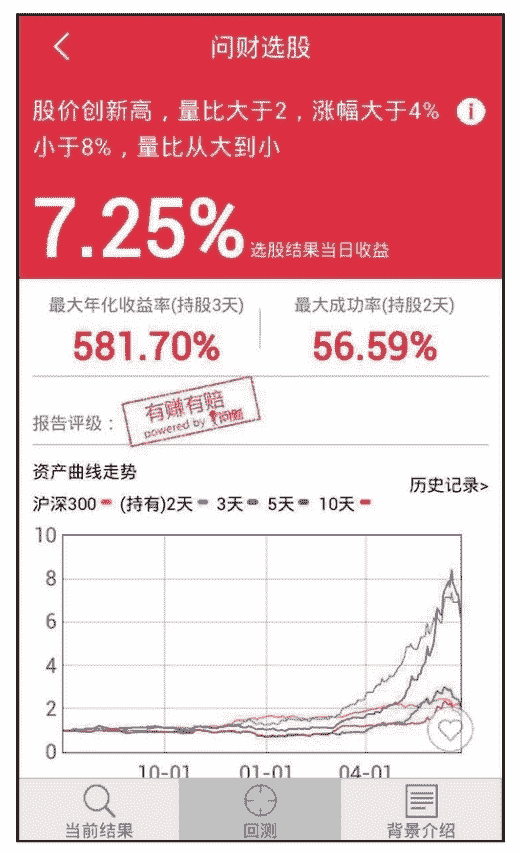 问财选股
股价创新高，量比大于2，涨幅大于4%
小于8%，量比从大到小
7.25% 选股结果当日收益
最大年化收益率(持股3天) 最大成功率(持股2天)
581.70% 56.59%
报告评级：
有赚有赔
powered by 问财
资产曲线走势
历史记录>
沪深300 (持有)2天 3天 5天 10天
10
8
6
4
2
0
10-01 01-01 04-01
当前结果 回测 背景介绍